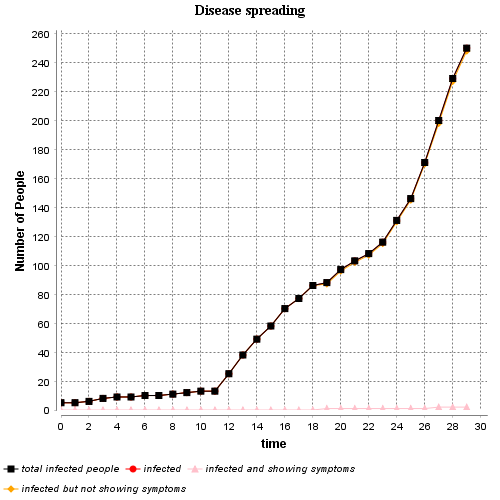 Disease spreading
Number of People
260
240
220
200
180
160
140
120
100
80
60
40
20
0
0 2 4 6 8 10 12 14 16 18 20 22 24 26 28 30
time
total infected people infected infected and showing symptoms
infected but not showing symptoms